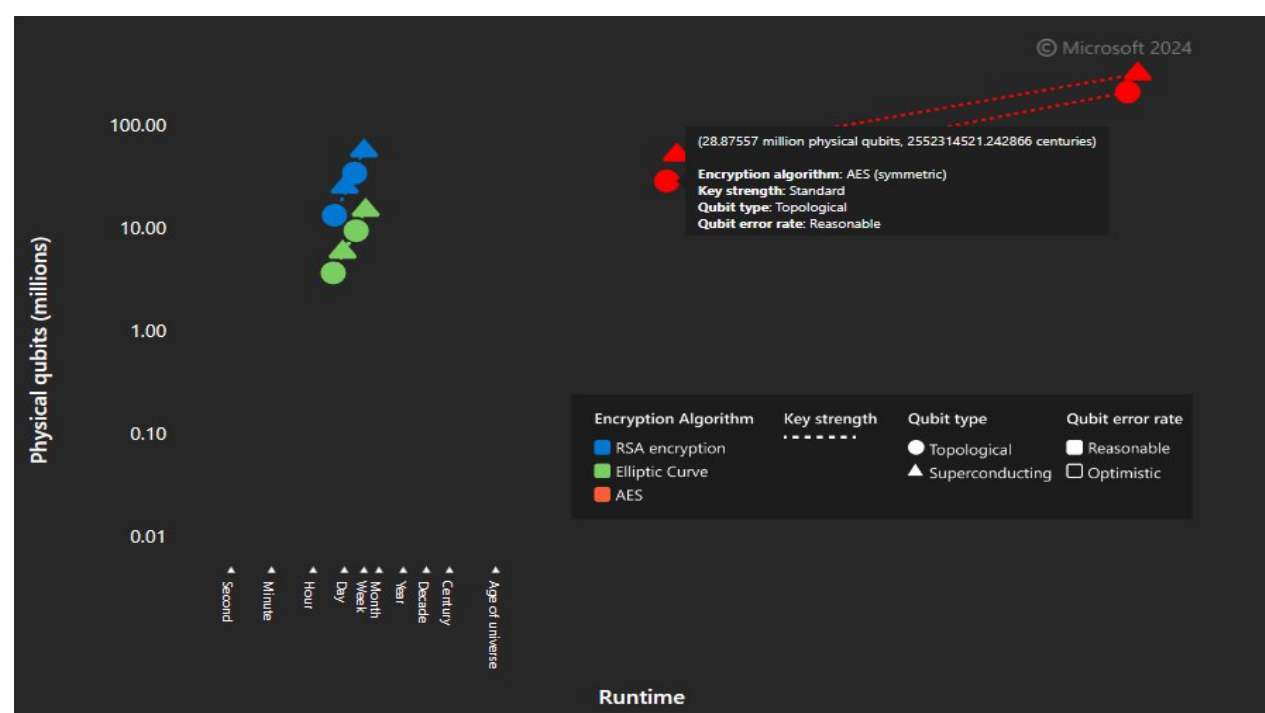 © Microsoft 2024
100.00
10.00
1.00
0.10
0.01
Physical qubits (millions)
(28.87557 million physical qubits, 2552314521.242866 centuries)
Encryption algorithm: AES (symmetric)
Key strength: Standard
Qubit type: Topological
Qubit error rate: Reasonable
Encryption Algorithm
RSA encryption
Elliptic Curve
AES
Key strength
Qubit type
Topological
Superconducting
Qubit error rate
Reasonable
Optimistic
Second
Minute
Hour
Day
Week
Month
Year
Decade
Century
Age of universe
Runtime